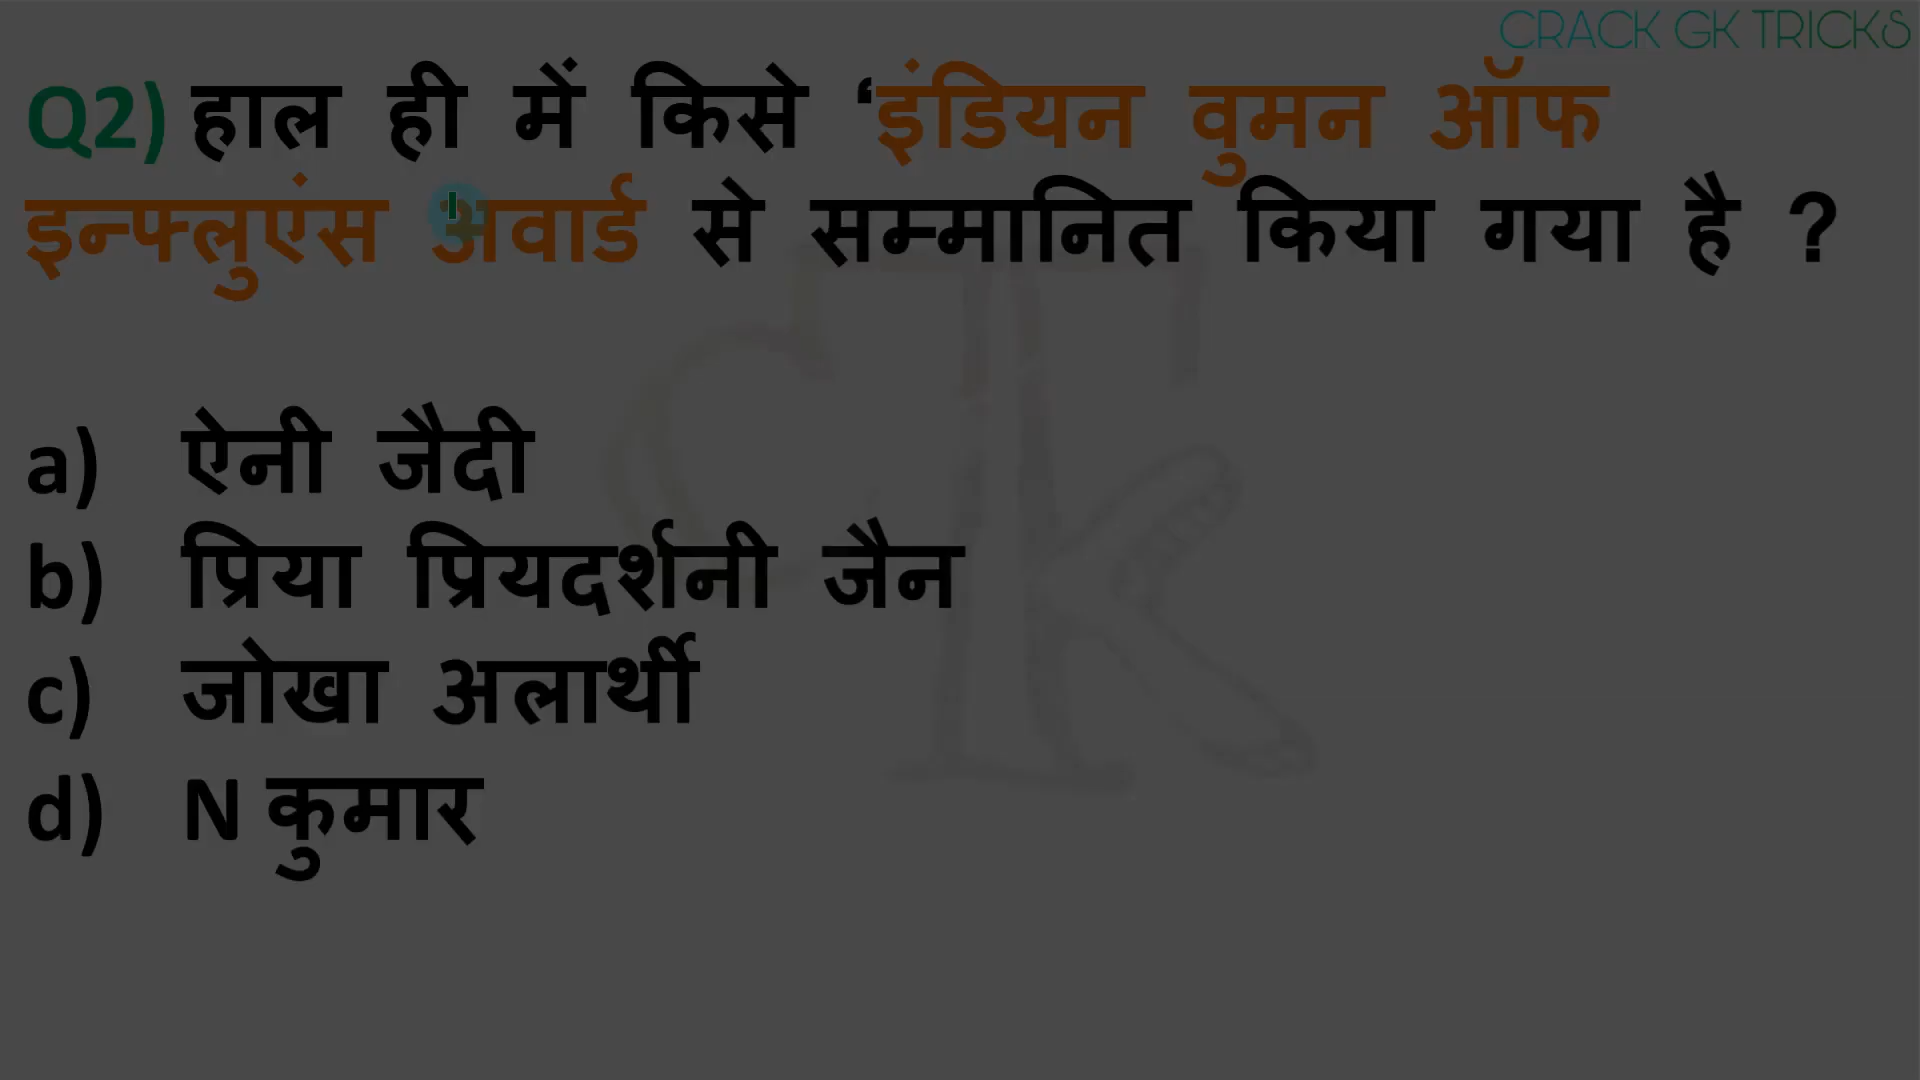 CRACK GK TRICKS
Q2) हाल ही में किसे ‘इंडियन वुमन ऑफ
इन्फ्लुएंस अवार्ड से सम्मानित किया गया है ?
a) ऐनी जैदी
b) प्रिया प्रियदर्शनी जैन
c) जोखा अलार्थी
d) N कुमार